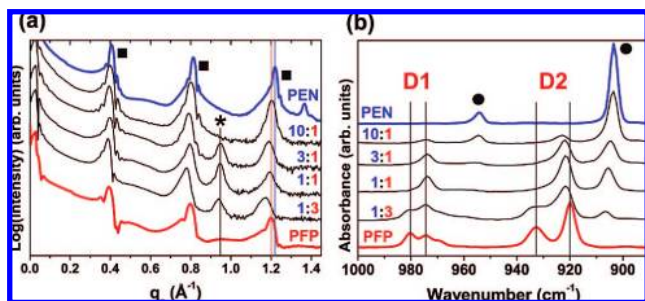 (a)
Log(Intensity) (arb. units)
PEN
10:1
3:1
1:1
1:3
PFP
*
0.0 0.2 0.4 0.6 0.8 1.0 1.2 1.4
(Å⁻¹)
(b)
Absorbance (arb. units)
D1 D2
PEN
10:1
3:1
1:1
1:3
PFP
1000 980 960 940 920 900
Wavenumber (cm⁻¹)